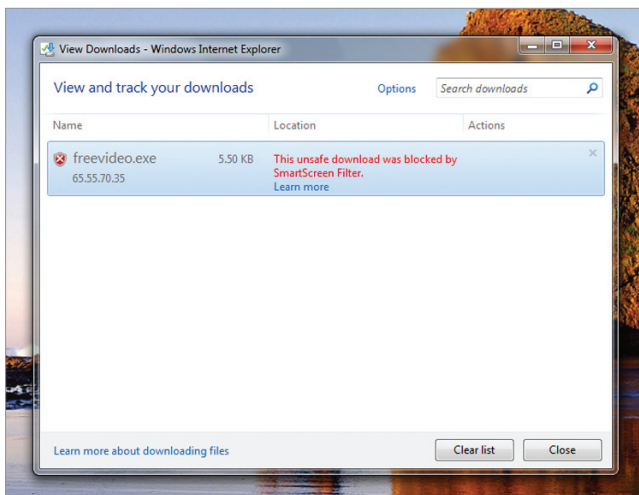 View Downloads - Windows Internet Explorer
View and track your downloads
Options
Search downloads
Name
Location
Actions
freevideo.exe
5.50 KB
This unsafe download was blocked by
SmartScreen Filter.
65.55.70.35
Learn more
Learn more about downloading files
Clear list
Close